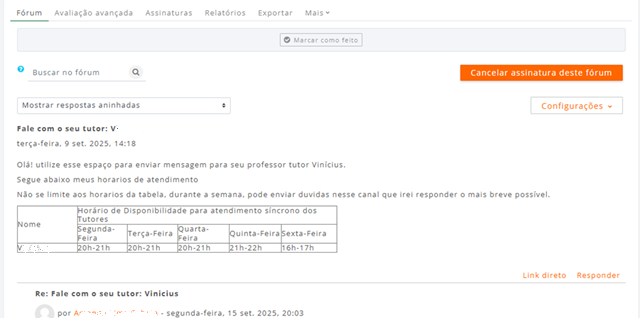 Fórum Avaliação avançada Assinaturas Relatórios Exportar Mais
Marcar como feito
Buscar no fórum
Cancelar assinatura deste fórum
Mostrar respostas aninhadas
Configurações
Fale com o seu tutor: V
terça-feira, 9 set. 2025, 14:18
Olá! utilize esse espaço para enviar mensagem para seu professor tutor Vinícius.
Segue abaixo meus horarios de atendimento
Não se limite aos horarios da tabela, durante a semana, pode enviar duvidas nesse canal que irei responder o mais breve possível.
Nome
Horário de Disponibilidade para atendimento síncrono dos
Tutores
Segunda-Feira Terça-Feira Quarta-Feira Quinta-Feira Sexta-Feira
20h-21h 20h-21h 20h-21h 21h-22h 16h-17h
Link direto Responder
Re: Fale com o seu tutor: Vinicius
por - segunda-feira, 15 set. 2025, 20:03